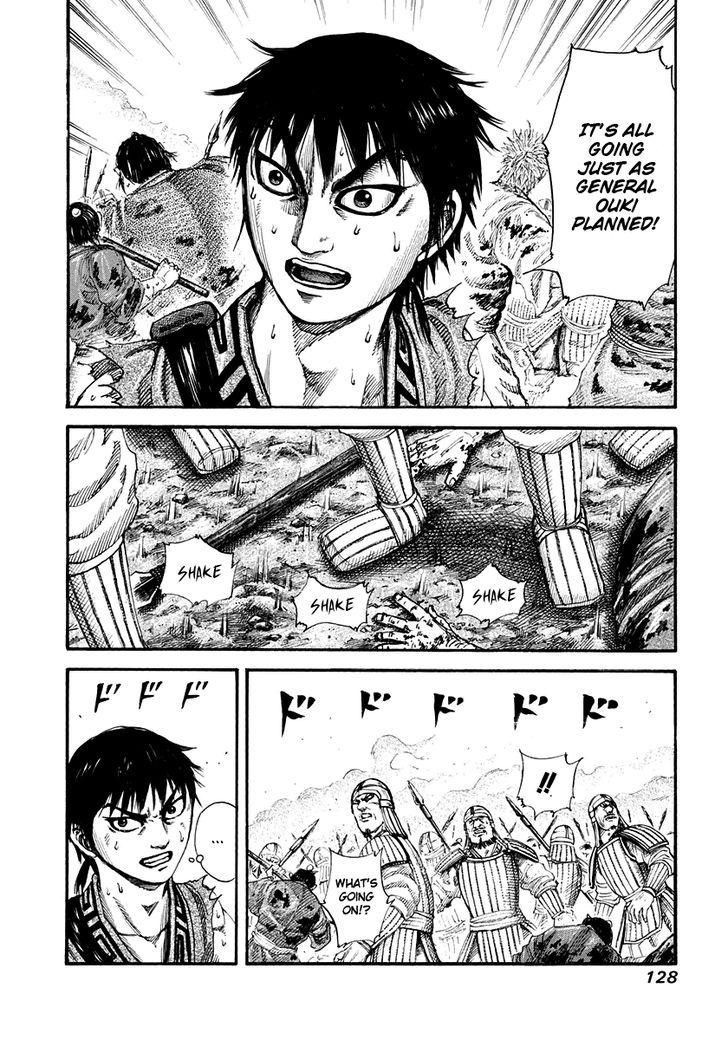 IT'S ALL
GOING
JUST AS
GENERAL
OUKI
PLANNED!
SHAKE
SHAKE
SHAKE
ド ド ド ド ド
!!
WHAT'S
GOING
ON!?
ド ド ド
...
128